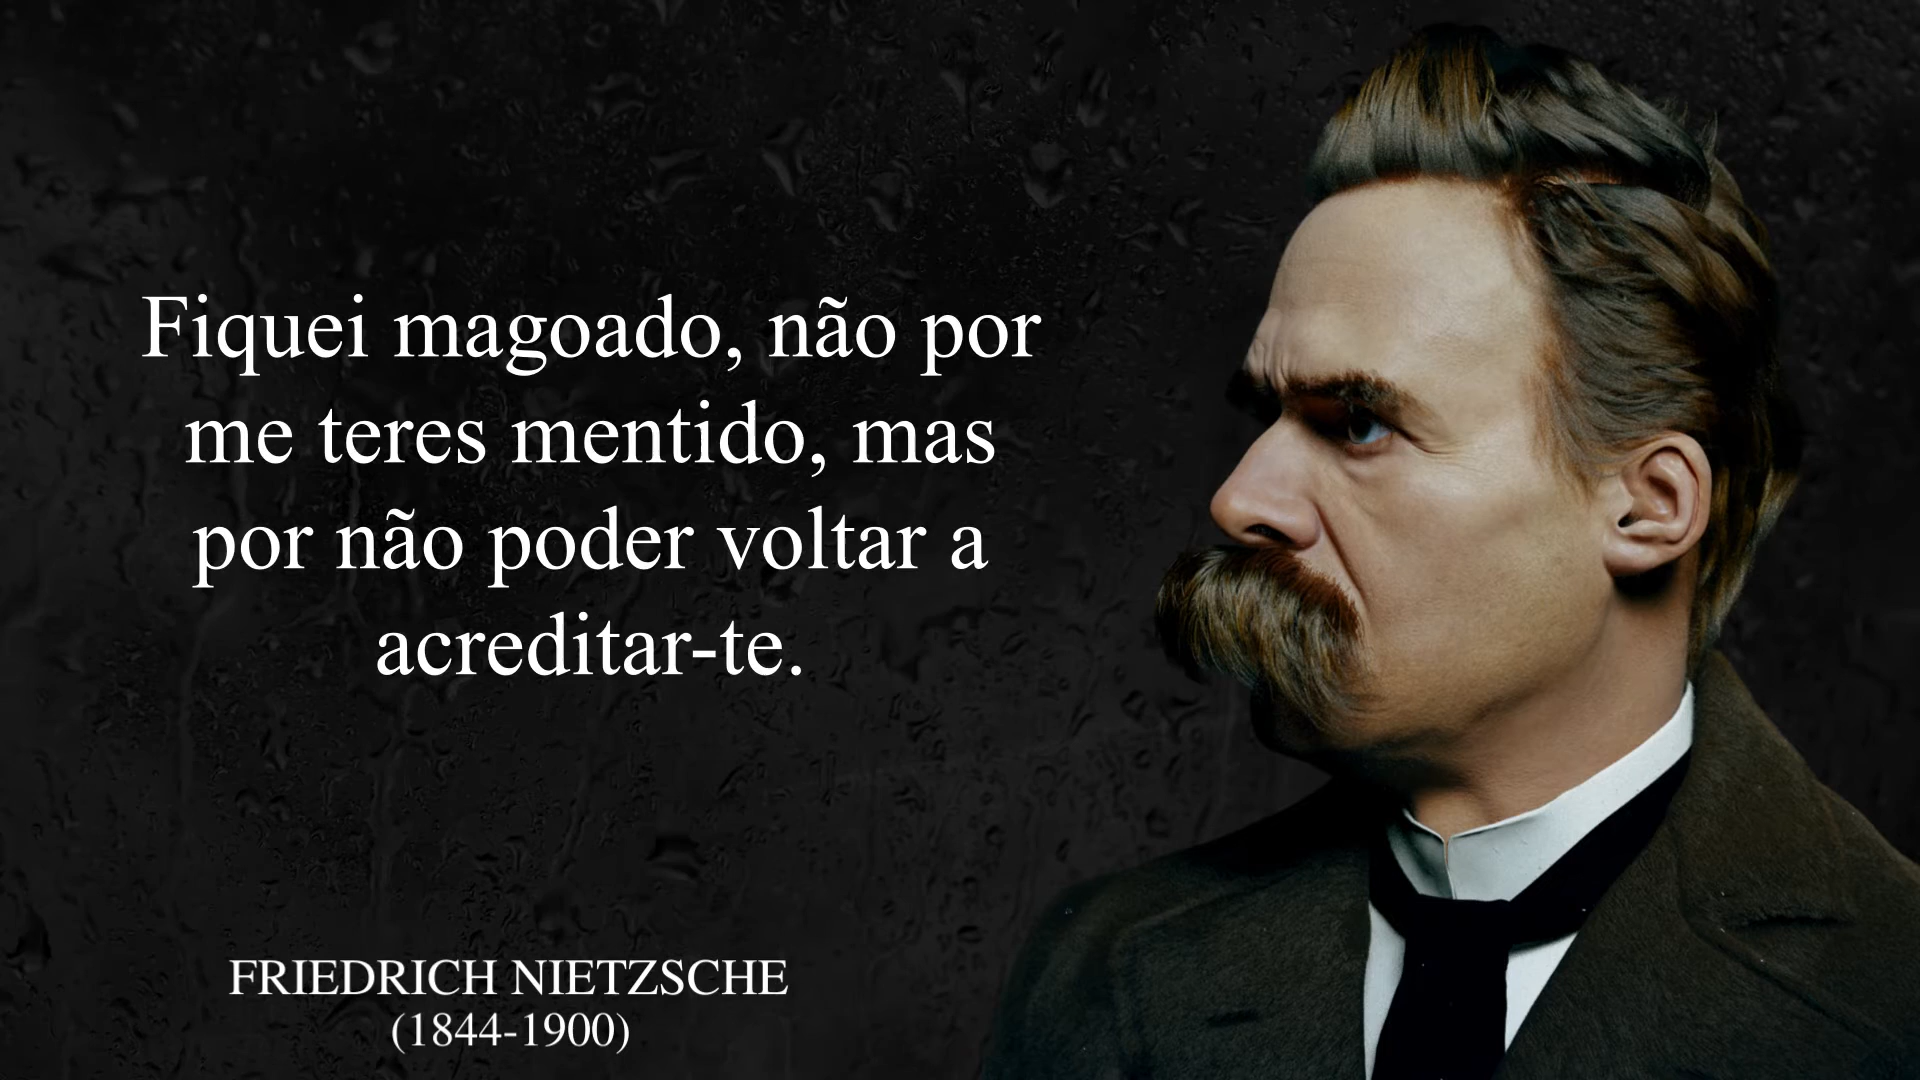 Fiquei magoado, não por
me teres mentido, mas
por não poder voltar a
acreditar-te.
FRIEDRICH NIETZSCHE
(1844-1900)